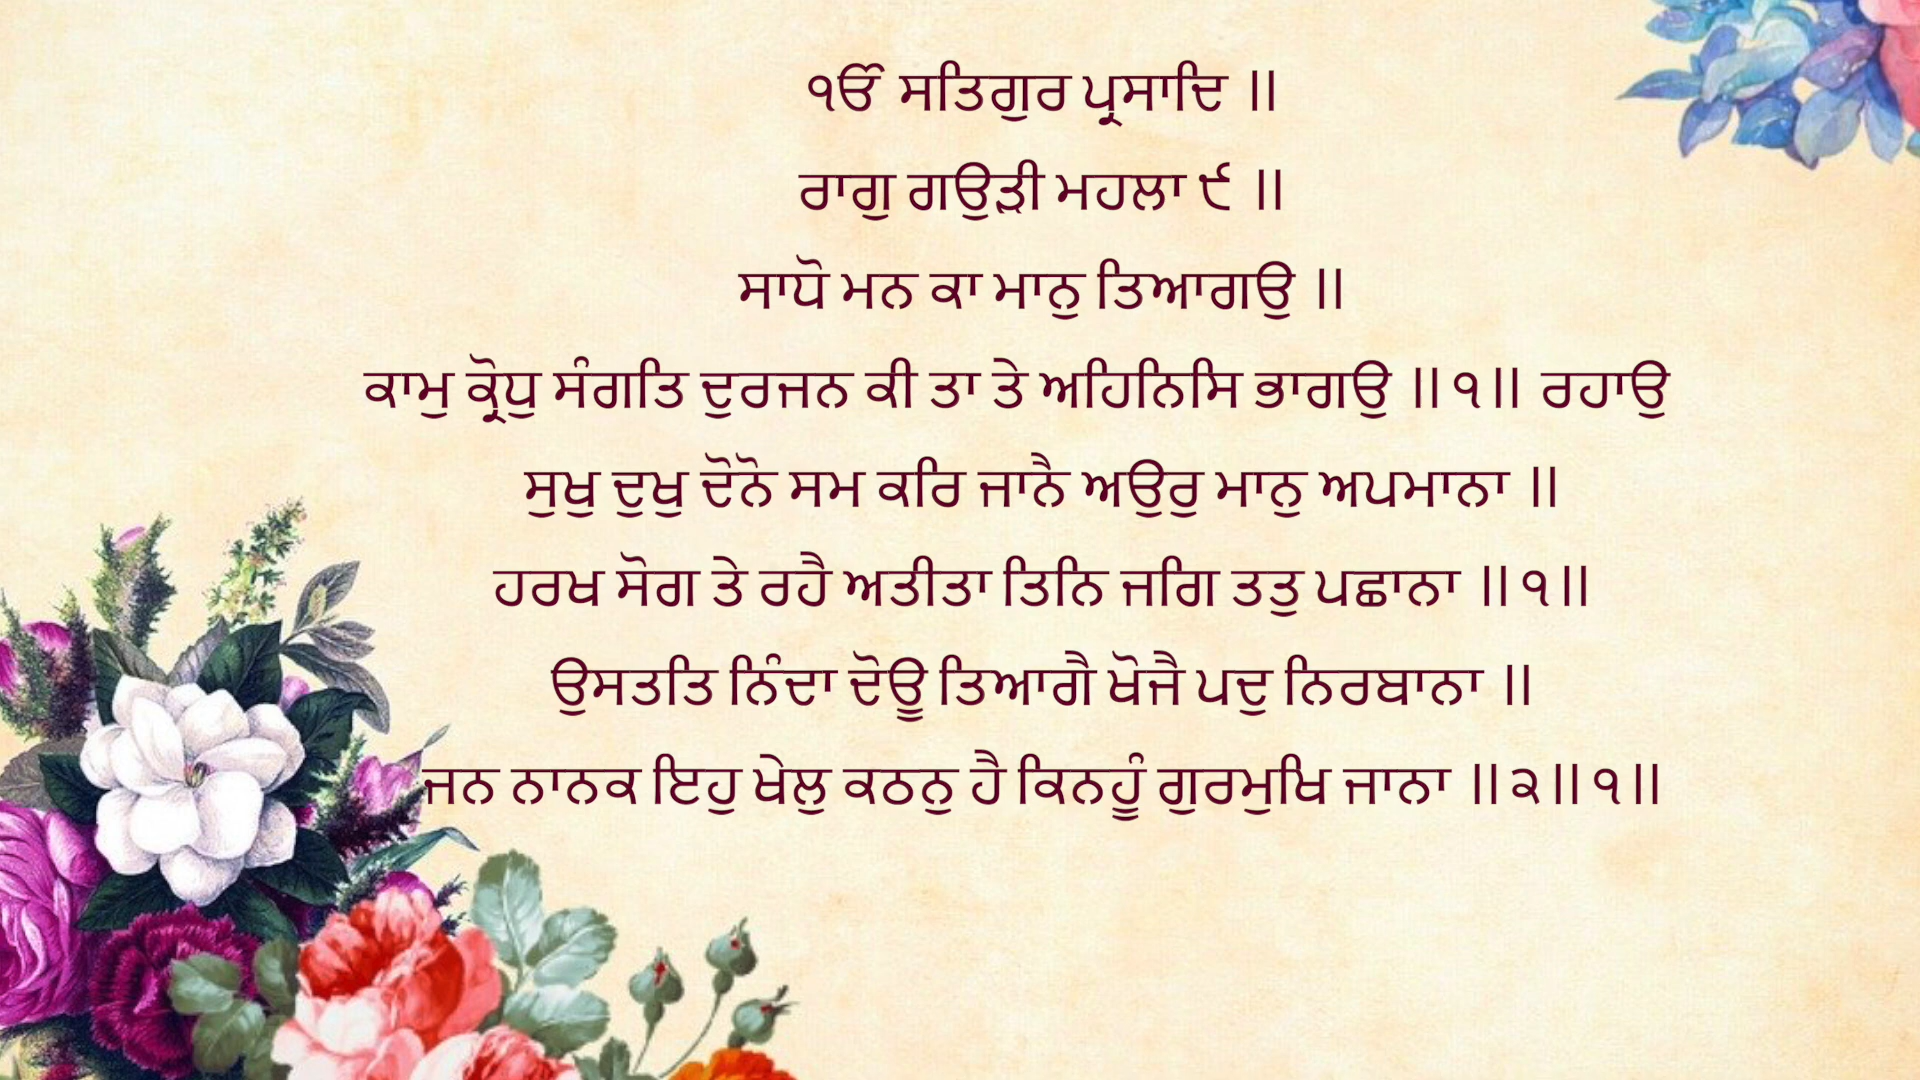 ੴ ਸਤਿਗੁਰ ਪ੍ਰਸਾਦਿ ॥
ਰਾਗੁ ਗਉੜੀ ਮਹਲਾ ੯ ॥
ਸਾਧੋ ਮਨ ਕਾ ਮਾਨੁ ਤਿਆਗਉ ॥
ਕਾਮੁ ਕ੍ਰੋਧੁ ਸੰਗਤਿ ਦੁਰਜਨ ਕੀ ਤਾ ਤੇ ਅਹਿਨਿਸਿ ਭਾਗਉ ॥੧॥ ਰਹਾਉ
ਸੁਖੁ ਦੁਖੁ ਦੋਨੋ ਸਮ ਕਰਿ ਜਾਨੈ ਅਉਰੁ ਮਾਨੁ ਅਪਮਾਨਾ ॥
ਹਰਖ ਸੋਗ ਤੇ ਰਹੈ ਅਤੀਤਾ ਤਿਨਿ ਜਗਿ ਤਤੁ ਪਛਾਨਾ ॥੧॥
ਉਸਤਤਿ ਨਿੰਦਾ ਦੋਊ ਤਿਆਗੈ ਖੋਜੈ ਪਦੁ ਨਿਰਬਾਨਾ ॥
ਜਨ ਨਾਨਕ ਇਹੁ ਖੇਲੁ ਕਠਨੁ ਹੈ ਕਿਨਹੂੰ ਗੁਰਮੁਖਿ ਜਾਨਾ ॥੨॥੧॥